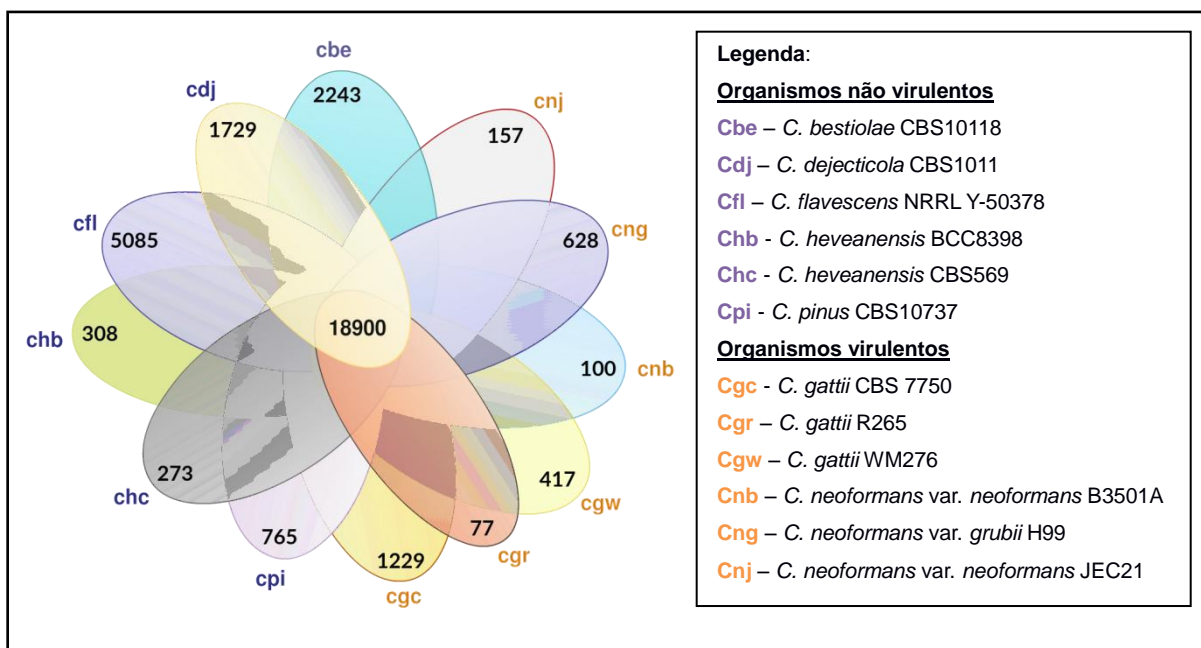 cbe
2243
cdj
1729
cnj
157
cfl
5085
cng
628
chb
308
18900
cnb
100
chc
273
cgw
417
cpi
765
cgc
1229
cgr
77
Legenda:
Organismos não virulentos
Cbe – C. bestiolae CBS10118
Cdj – C. dejecticola CBS1011
Cfl – C. flavescens NRRL Y-50378
Chb - C. heveanensis BCC8398
Chc - C. heveanensis CBS569
Cpi - C. pinus CBS10737
Organismos virulentos
Cgc - C. gattii CBS 7750
Cgr – C. gattii R265
Cgw – C. gattii WM276
Cnb – C. neoformans var. neoformans B3501A
Cng – C. neoformans var. grubii H99
Cnj – C. neoformans var. neoformans JEC21